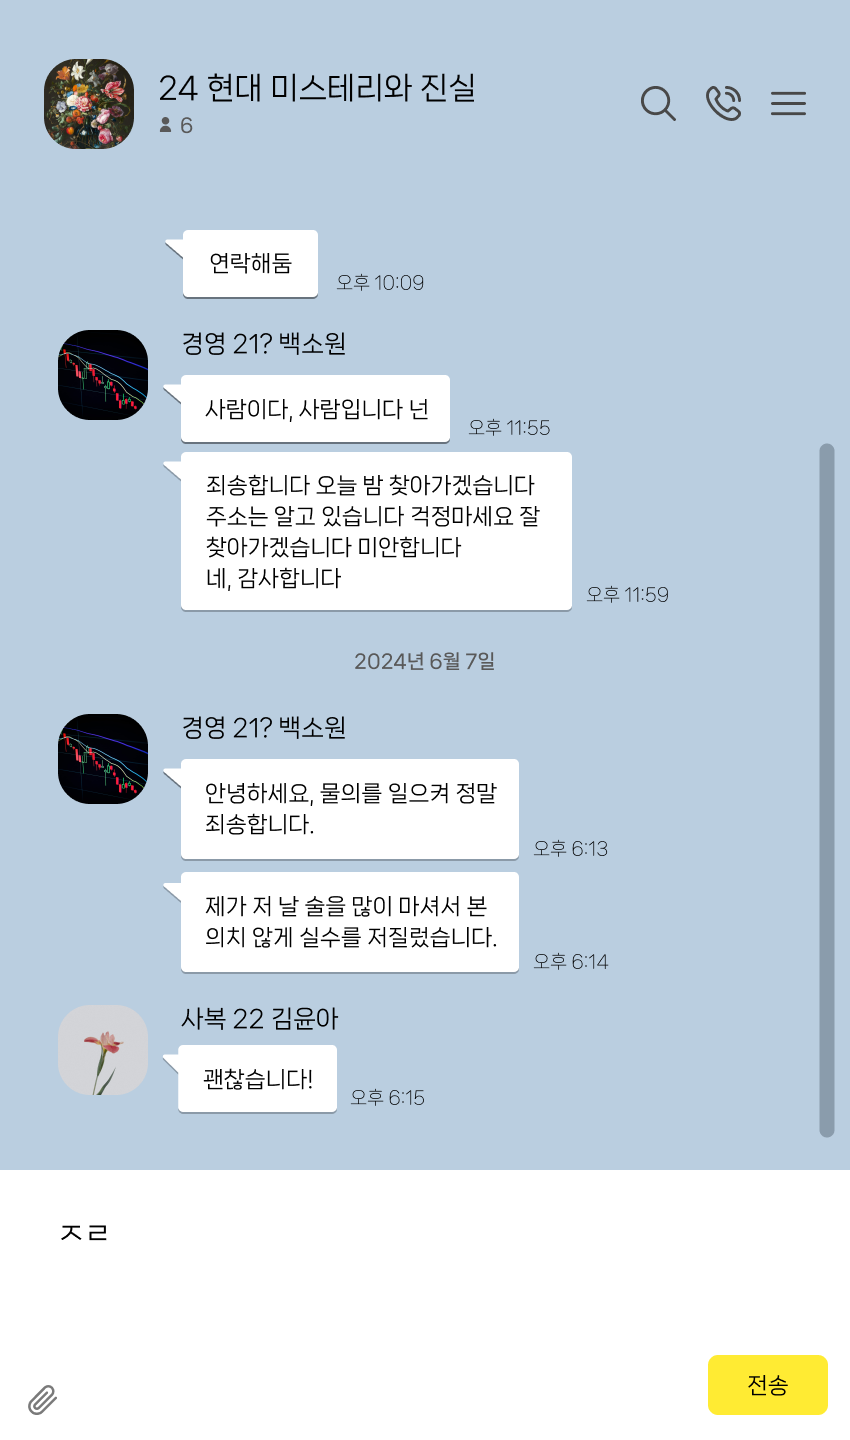 24 현대 미스테리와 진실
6
연락해둠
오후 10:09
경영 21? 백소원
사람이다, 사람입니다 넌
오후 11:55
죄송합니다 오늘 밤 찾아가겠습니다
주소는 알고 있습니다 걱정마세요 잘
찾아가겠습니다 미안합니다
네, 감사합니다
오후 11:59
2024년 6월 7일
경영 21? 백소원
안녕하세요, 물의를 일으켜 정말
죄송합니다.
오후 6:13
제가 저 날 술을 많이 마셔서 본
의치 않게 실수를 저질렀습니다.
오후 6:14
사복 22 김윤아
괜찮습니다!
오후 6:15
ㅈㄹ
전송